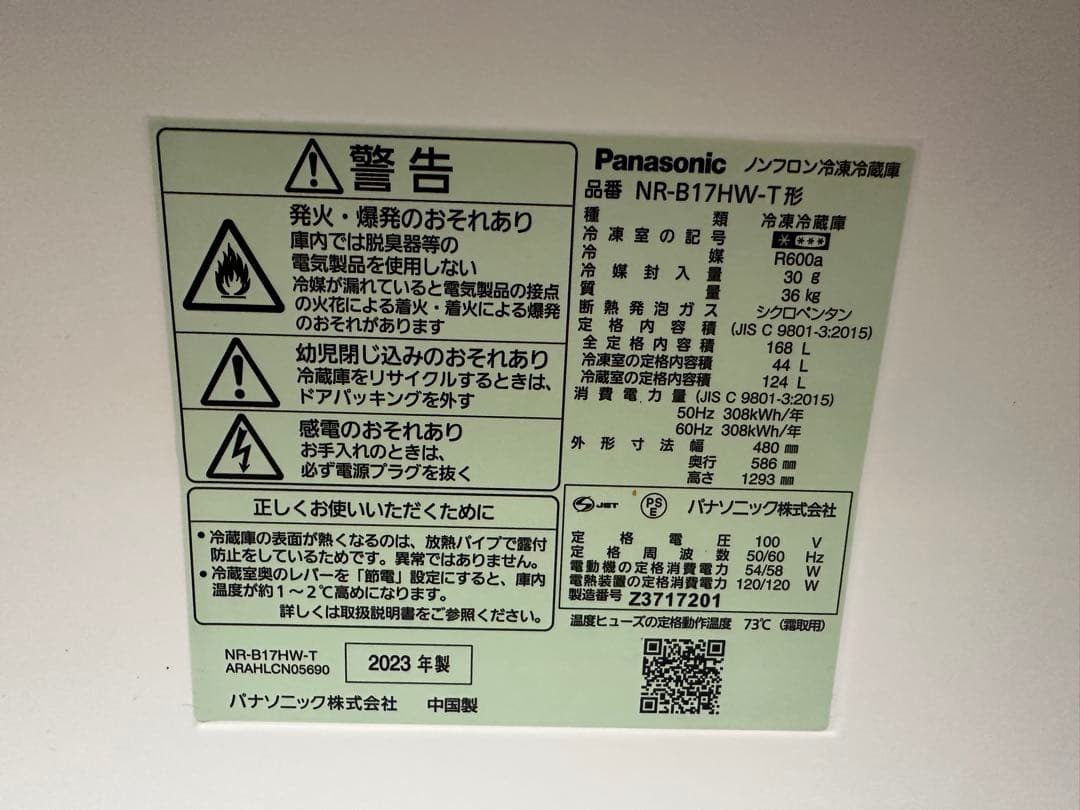 警告
発火・爆発のおそれあり
庫内では脱臭器等の
電気製品を使用しない
冷媒が漏れていると電気製品の接点
の火花による着火・着火による爆発
のおそれがあります
幼児閉じ込みのおそれあり
冷蔵庫をリサイクルするときは、
ドアパッキングを外す
感電のおそれあり
お手入れのときは、
必ず電源プラグを抜く
正しくお使いいただくために
・冷蔵庫の表面が熱くなるのは、放熱パイプで露付
防止をしているためです。異常ではありません。
・冷蔵室奥のレバーを「節電」設定にすると、庫内
温度が約1～2℃高めになります。
詳しくは取扱説明書をご参照ください。
NR-B17HW-T
ARAHLCN05690
2023 年製
パナソニック株式会社 中国製
Panasonic ノンフロン冷凍冷蔵庫
品番 NR-B17HW-T形
種類 冷凍冷蔵庫
冷凍室の記号 * ***
冷媒 R600a
冷媒封入量 30 g
質量 36 kg
断熱発泡ガス シクロペンタン
定格内容積 (JIS C 9801-3:2015)
全定格内容積 168 L
冷凍室の定格内容積 44 L
冷蔵室の定格内容積 124 L
消費電力量 (JIS C 9801-3:2015)
50Hz 308kWh/年
60Hz 308kWh/年
外形寸法 幅 480 mm
奥行 586 mm
高さ 1293 mm
JET PS E パナソニック株式会社
定格電圧 100 V
定格周波数 50/60 Hz
電動機の定格消費電力 54/58 W
電熱装置の定格消費電力 120/120 W
製造番号 Z3717201
温度ヒューズの定格動作温度 73℃ (霜取用)